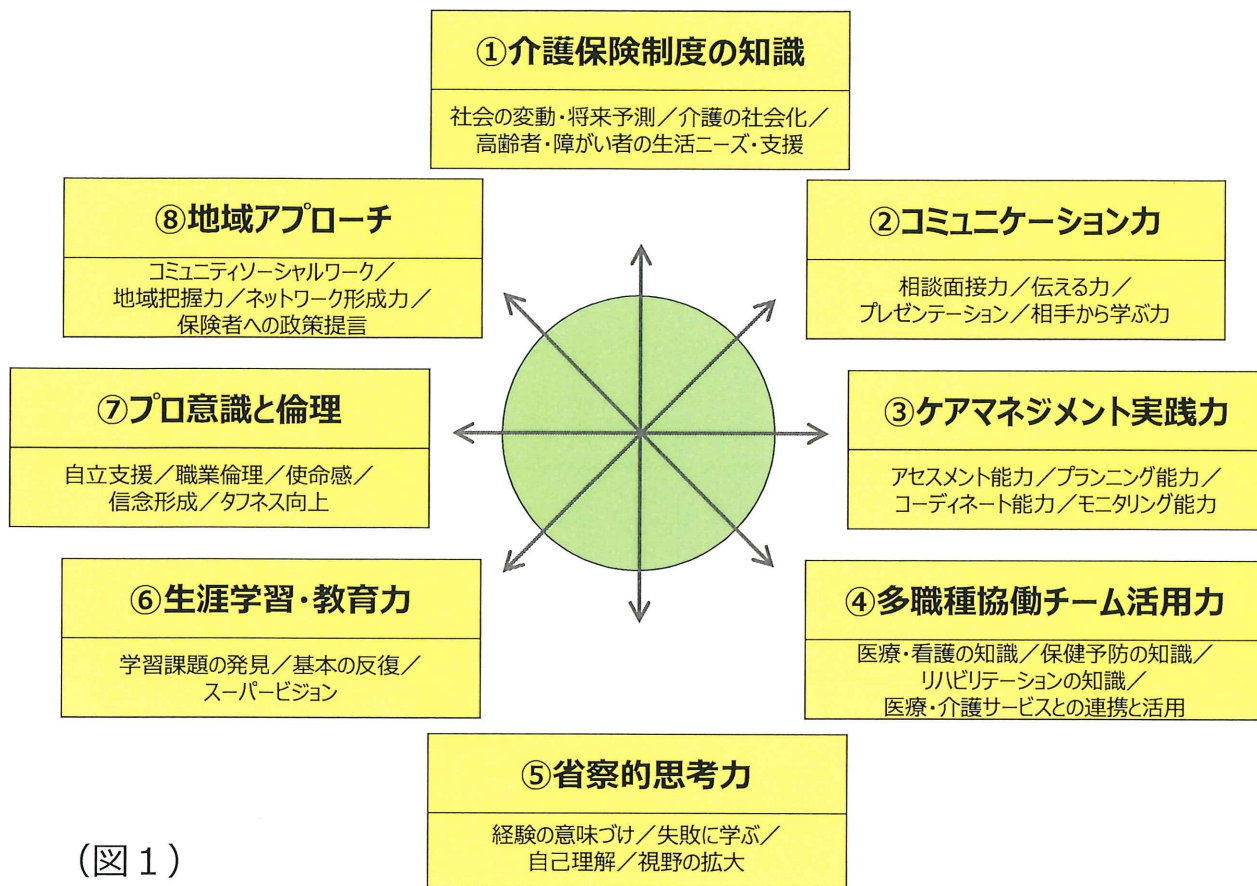 ①介護保険制度の知識
社会の変動・将来予測／介護の社会化／
高齢者・障がい者の生活ニーズ・支援
②コミュニケーション力
相談面接力／伝える力／
プレゼンテーション／相手から学ぶ力
③ケアマネジメント実践力
アセスメント能力／プランニング能力／
コーディネート能力／モニタリング能力
④多職種協働チーム活用力
医療・看護の知識／保健予防の知識／
リハビリテーションの知識／
医療・介護サービスとの連携と活用
⑤省察的思考力
経験の意味づけ／失敗に学ぶ／
自己理解／視野の拡大
⑥生涯学習・教育力
学習課題の発見／基本の反復／
スーパービジョン
⑦プロ意識と倫理
自立支援／職業倫理／使命感／
信念形成／タフネス向上
⑧地域アプローチ
コミュニティソーシャルワーク／
地域把握力／ネットワーク形成力／
保険者への政策提言
(図１)